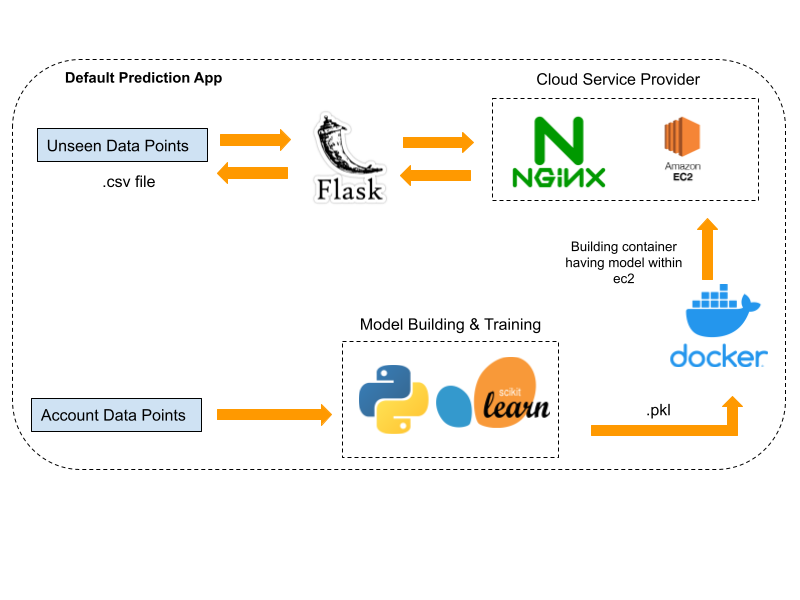 Default Prediction App
Cloud Service Provider
Unseen Data Points
.csv file
Flask
NGINX
Amazon
EC2
Building container
having model within
ec2
docker
Model Building & Training
Account Data Points
scikit
learn
.pkl